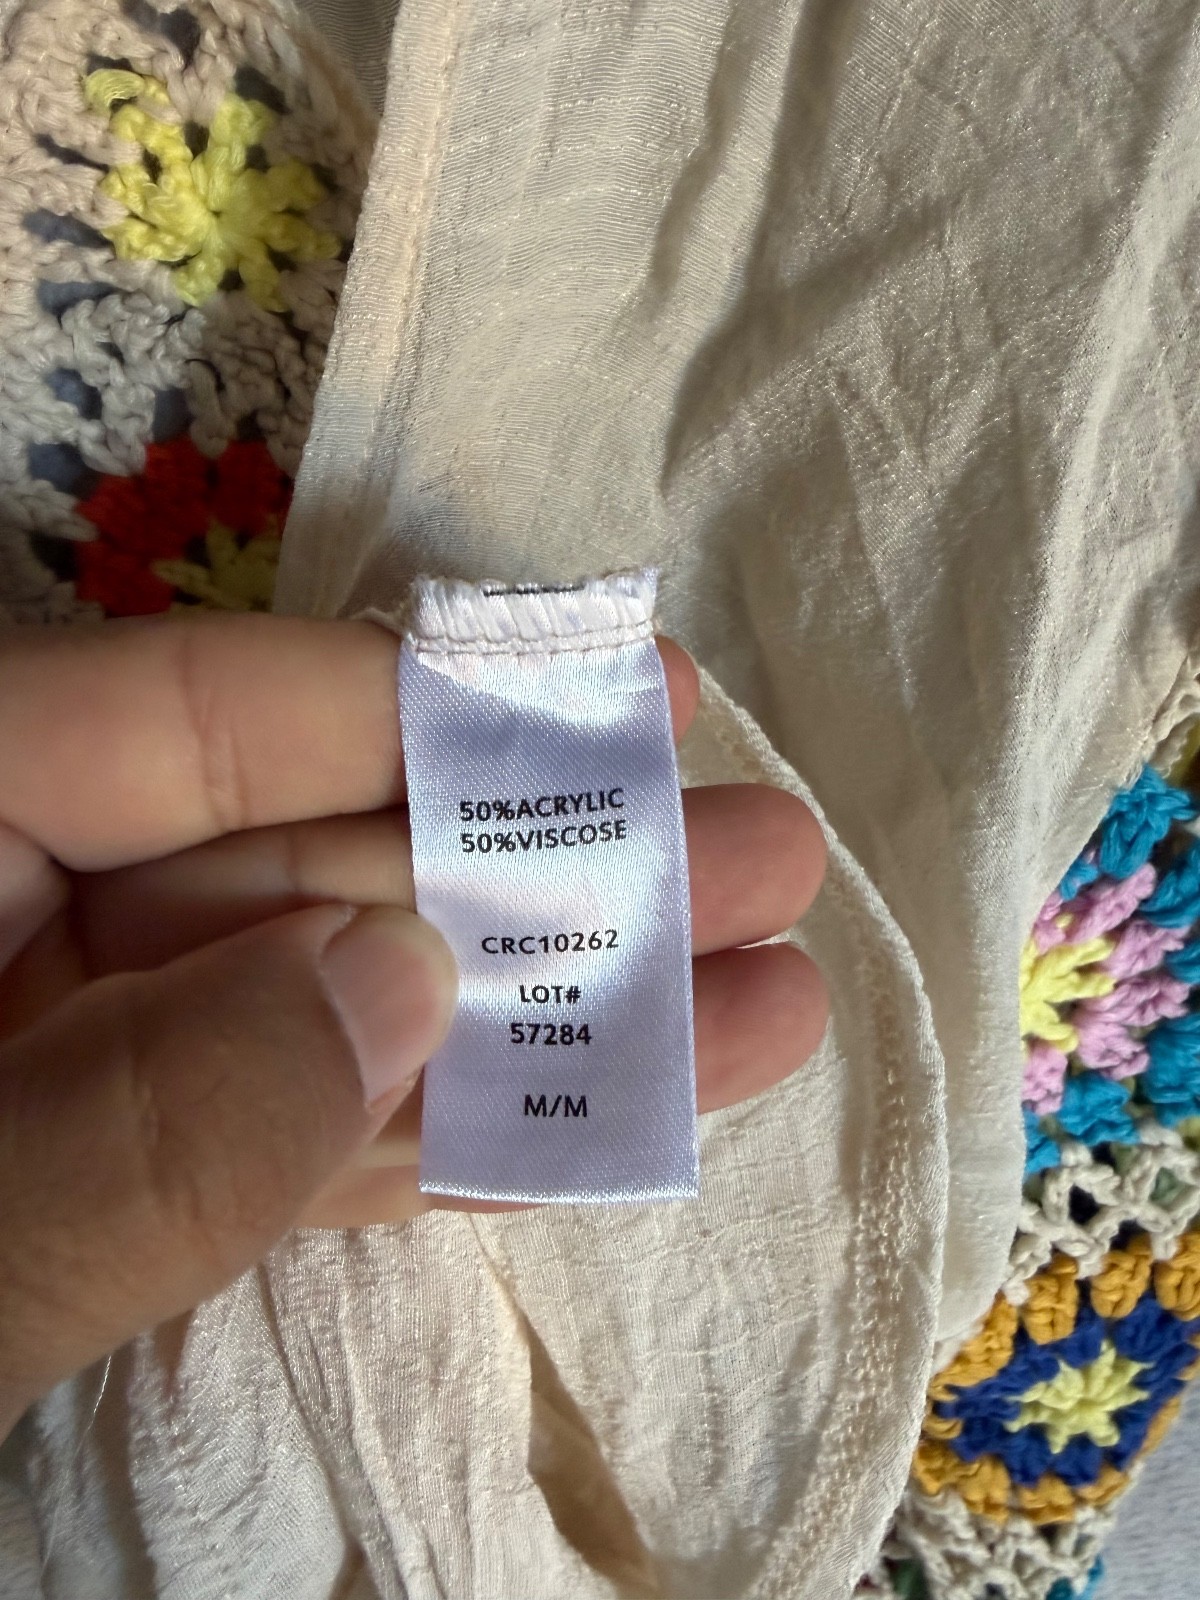 50%ACRYLIC
50%VISCOSE
CRC10262
LOT#
57284
M/M